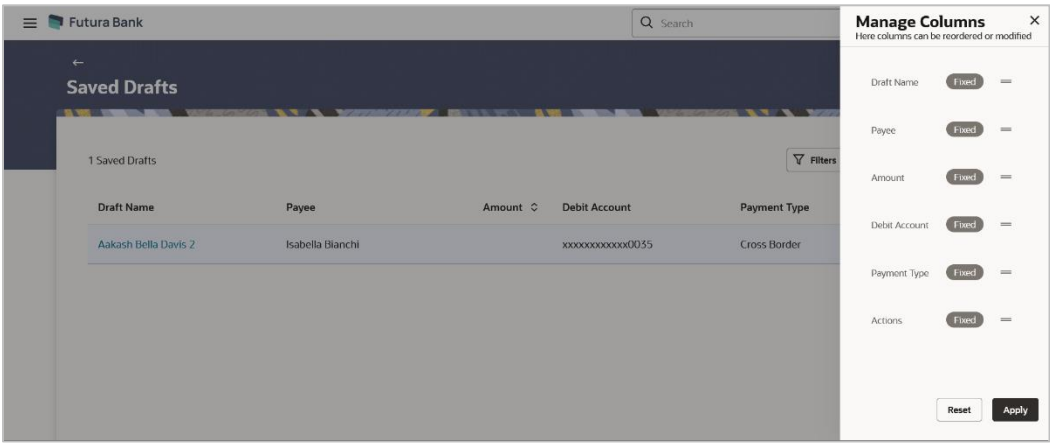 Futura Bank
Search
Saved Drafts
1 Saved Drafts
Filters
Draft Name Payee Amount Debit Account Payment Type
Aakash Bella Davis 2 Isabella Bianchi xxxxxxxxxxxx0035 Cross Border
Manage Columns
Here columns can be reordered or modified
Draft Name Fixed
Payee Fixed
Amount Fixed
Debit Account Fixed
Payment Type Fixed
Actions Fixed
Reset Apply